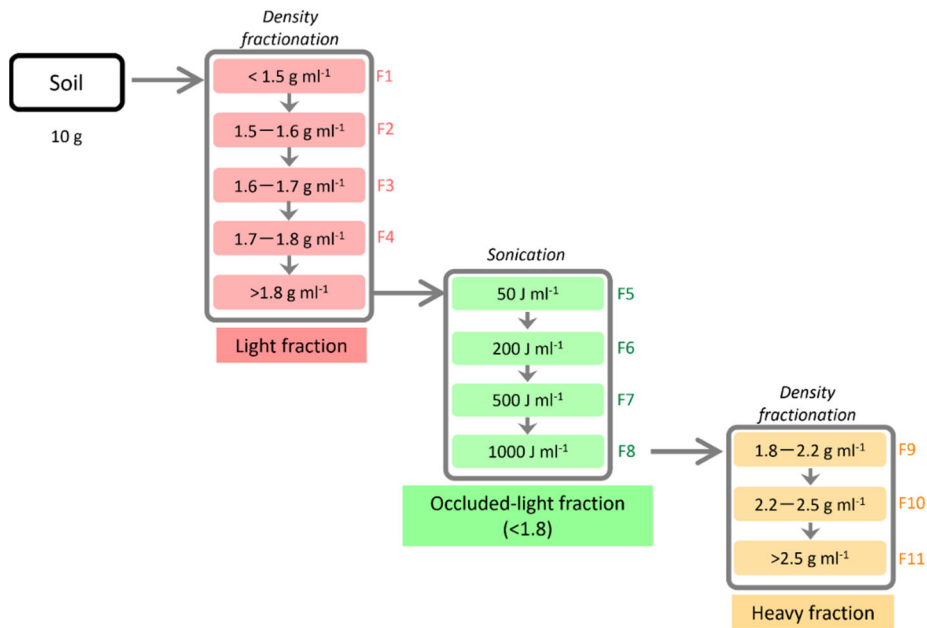 Soil
10 g
Density
fractionation
< 1.5 g ml⁻¹
F1
1.5－1.6 g ml⁻¹
F2
1.6－1.7 g ml⁻¹
F3
1.7－1.8 g ml⁻¹
F4
>1.8 g ml⁻¹
Light fraction
Sonication
50 J ml⁻¹
F5
200 J ml⁻¹
F6
500 J ml⁻¹
F7
1000 J ml⁻¹
F8
Occluded-light fraction
(<1.8)
Density
fractionation
1.8－2.2 g ml⁻¹
F9
2.2－2.5 g ml⁻¹
F10
>2.5 g ml⁻¹
F11
Heavy fraction